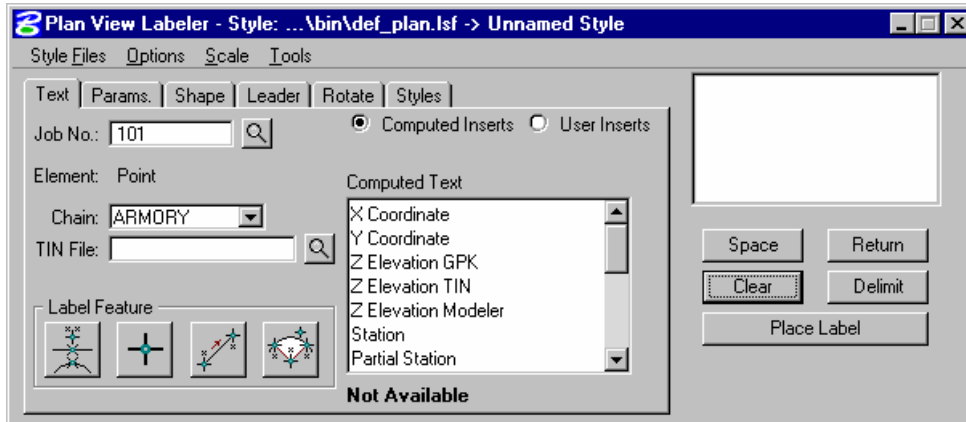 Plan View Labeler - Style: ...\bin\def_plan.lsf -> Unnamed Style
Style Files Options Scale Tools
Text Params. Shape Leader Rotate Styles
Job No.: 101
Computed Inserts User Inserts
Element: Point
Chain: ARMORY
TIN File:
Label Feature
Computed Text
X Coordinate
Y Coordinate
Z Elevation GPK
Z Elevation TIN
Z Elevation Modeler
Station
Partial Station
Not Available
Space Return
Clear Delimit
Place Label